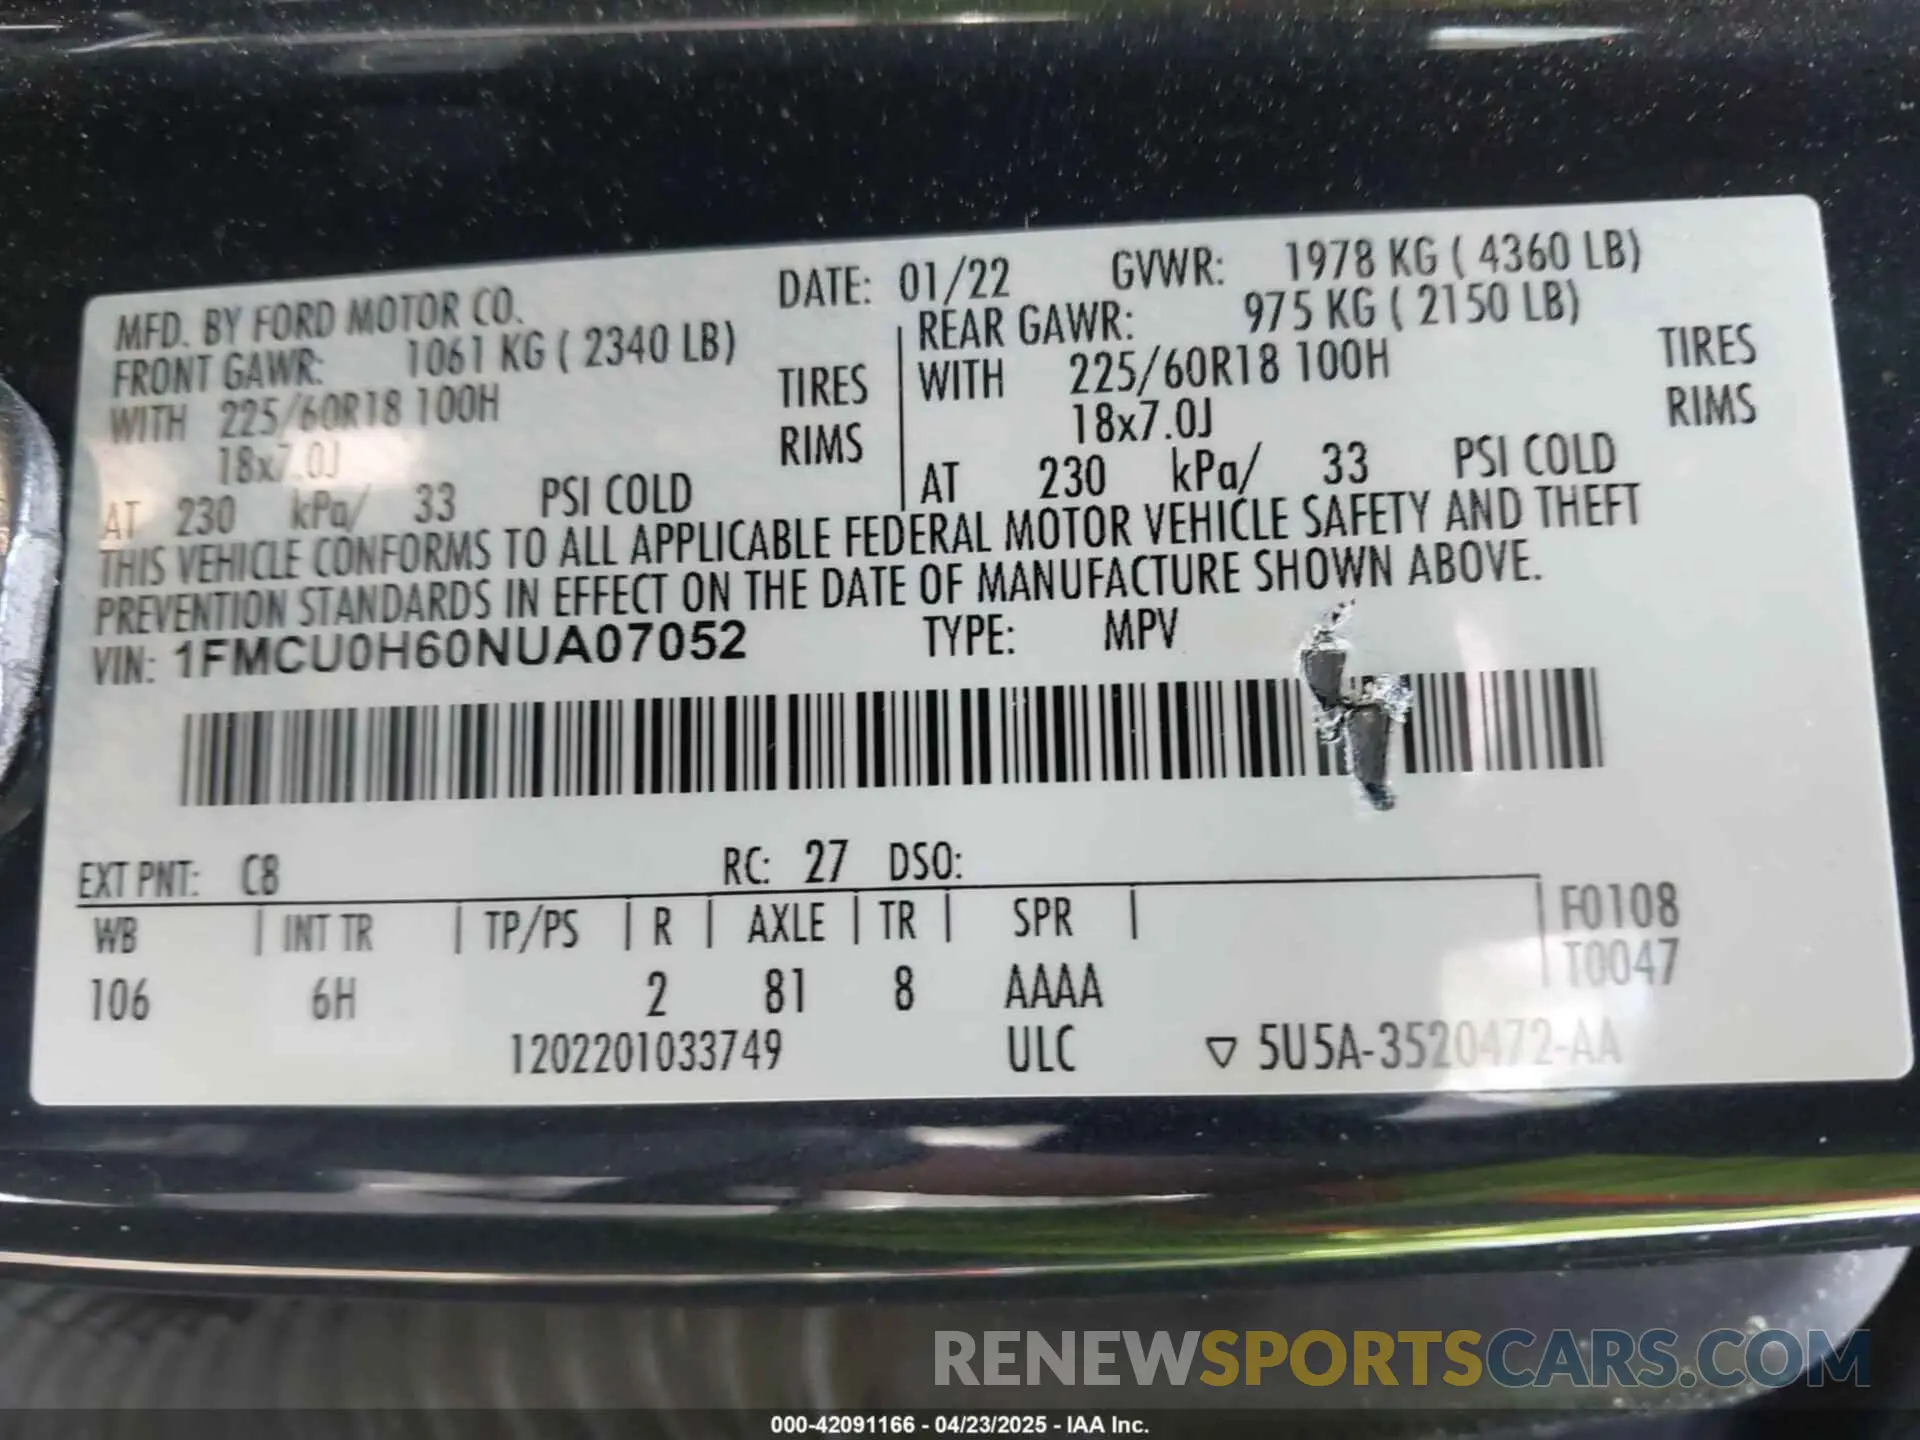 MFD. BY FORD MOTOR CO. DATE: 01/22 GVWR: 1978 KG ( 4360 LB)
FRONT GAWR: 1061 KG ( 2340 LB) REAR GAWR: 975 KG ( 2150 LB)
WITH 225/60R18 100H TIRES WITH 225/60R18 100H TIRES
18x7.0J RIMS 18x7.0J RIMS
AT 230 kPa/ 33 PSI COLD AT 230 kPa/ 33 PSI COLD
THIS VEHICLE CONFORMS TO ALL APPLICABLE FEDERAL MOTOR VEHICLE SAFETY AND THEFT
PREVENTION STANDARDS IN EFFECT ON THE DATE OF MANUFACTURE SHOWN ABOVE.
VIN: 1FMCU0H60NUA07052 TYPE: MPV
EXT PNT: C8 RC: 27 DSO:
WB INT TR TP/PS R AXLE TR SPR F0108
T0047
106 6H 2 81 8 AAAA
1202201033749 ULC ▽ 5U5A-3520472-AA
RENEWSPORTSCARS.COM
000-42091166 - 04/23/2025 - IAA Inc.